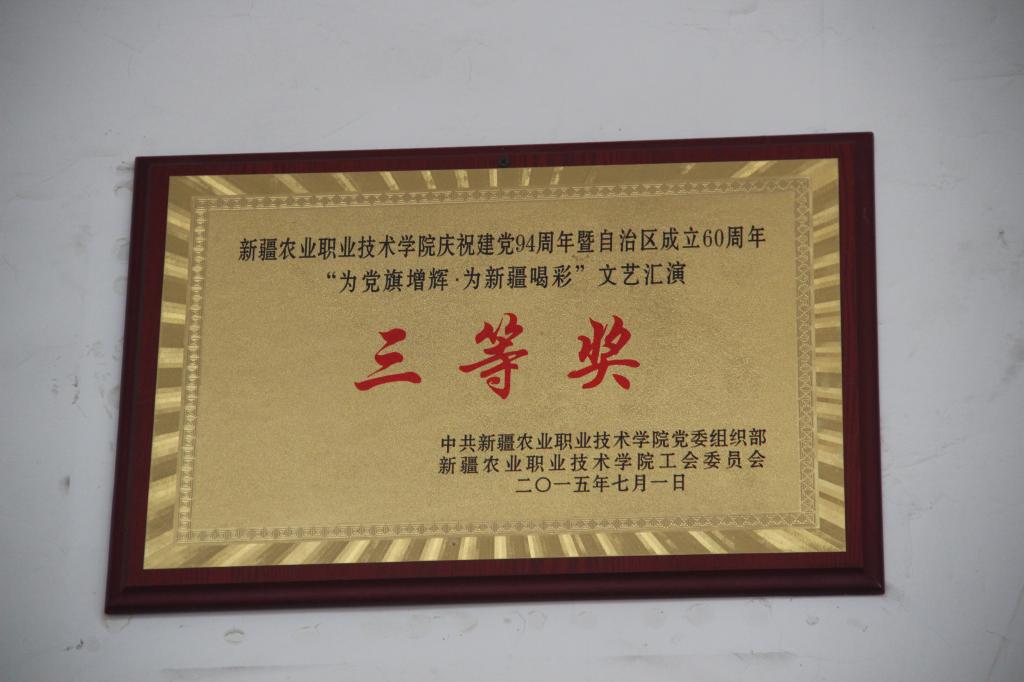 新疆农业职业技术学院庆祝建党94周年暨自治区成立60周年
“为党旗增辉·为新疆喝彩”文艺汇演
三等奖
中共新疆农业职业技术学院党委组织部
新疆农业职业技术学院工会委员会
二〇一五年七月一日